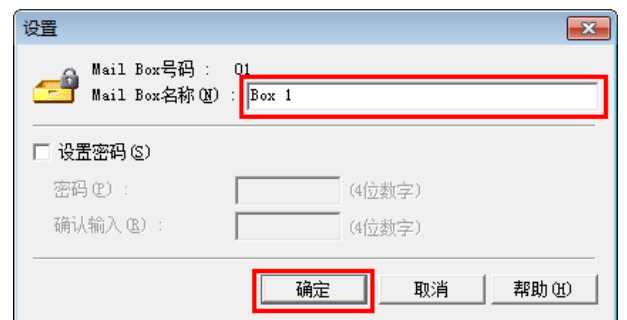 设置
Mail Box号码 : 01
Mail Box名称(N) : Box 1
设置密码(S)
密码(P) : (4位数字)
确认输入(R) : (4位数字)
确定 取消 帮助(H)